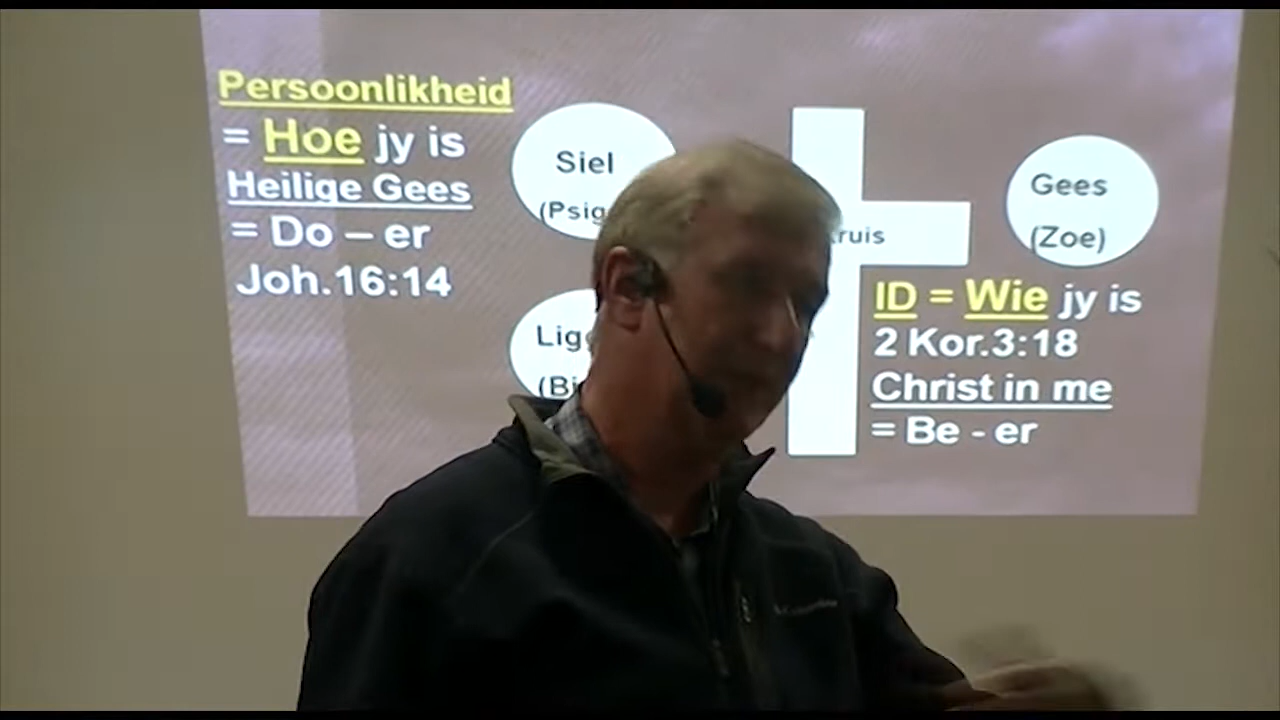 Persoonlikheid
= Hoe jy is
Heilige Gees
= Do – er
Joh.16:14
Siel
Gees
(Zoe)
ID = Wie jy is
2 Kor.3:18
Christ in me
= Be - er
Columbia